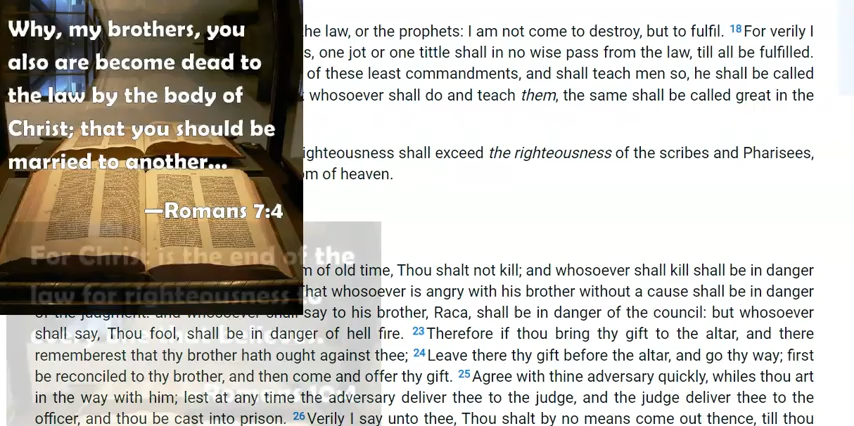 Why, my brothers, you
also are become dead to
the law by the body of
Christ; that you should be
married to another...
—Romans 7:4
the law, or the prophets: I am not come to destroy, but to fulfil. 18 For verily I
one jot or one tittle shall in no wise pass from the law, till all be fulfilled.
of these least commandments, and shall teach men so, he shall be called
whosoever shall do and teach them, the same shall be called great in the
righteousness shall exceed the righteousness of the scribes and Pharisees,
of heaven.
For Christ is the end of the
law for righteousness to
every
of old time, Thou shalt not kill; and whosoever shall kill shall be in danger
That whosoever is angry with his brother without a cause shall be in danger
of the judgment: and whosoever shall say to his brother, Raca, shall be in danger of the council: but whosoever
shall say, Thou fool, shall be in danger of hell fire. 23 Therefore if thou bring thy gift to the altar, and there
rememberest that thy brother hath ought against thee; 24 Leave there thy gift before the altar, and go thy way; first
be reconciled to thy brother, and then come and offer thy gift. 25 Agree with thine adversary quickly, whiles thou art
in the way with him; lest at any time the adversary deliver thee to the judge, and the judge deliver thee to the
officer, and thou be cast into prison. 26 Verily I say unto thee, Thou shalt by no means come out thence, till thou